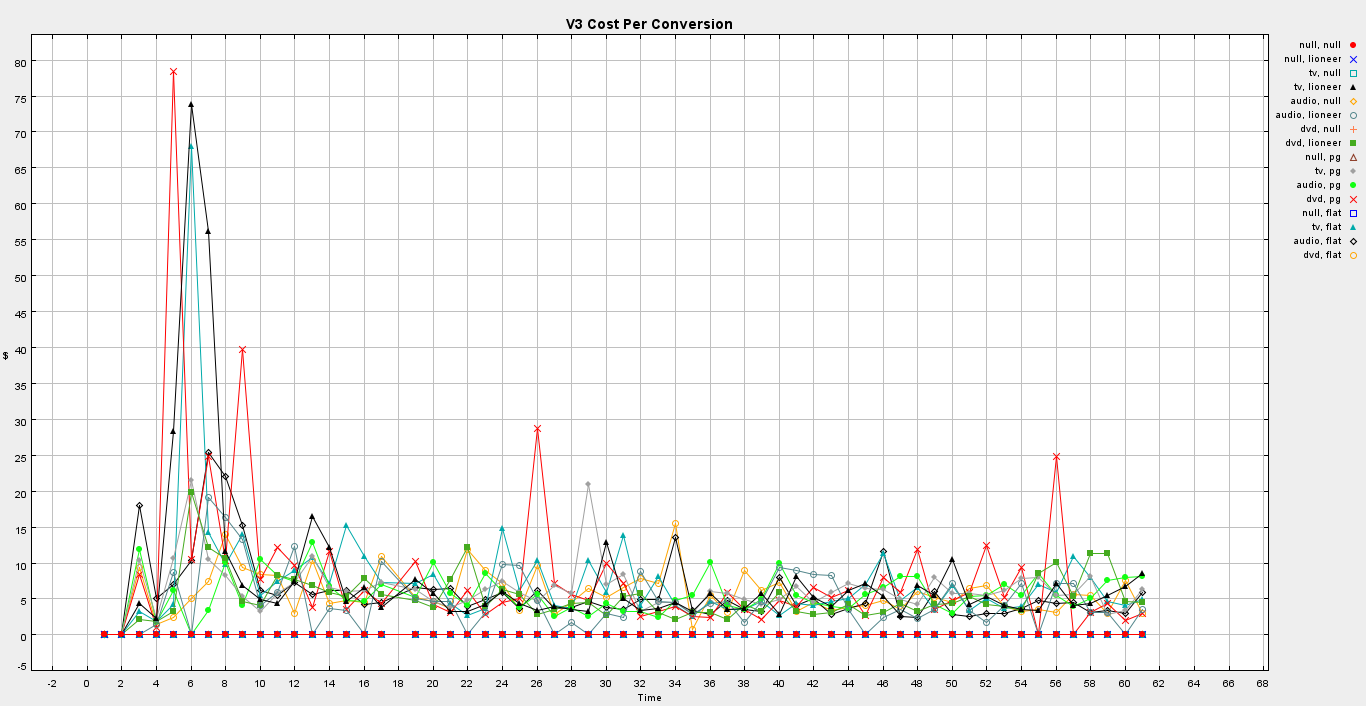 V3 Cost Per Conversion
80
75
70
65
60
55
50
45
40
35
30
25
20
15
10
5
0
-5
$
-2 0 2 4 6 8 10 12 14 16 18 20 22 24 26 28 30 32 34 36 38 40 42 44 46 48 50 52 54 56 58 60 62 64 66 68
Time
null, null
null, lioneer
tv, null
tv, lioneer
audio, null
audio, lioneer
dvd, null
dvd, lioneer
null, pg
tv, pg
audio, pg
dvd, pg
null, flat
tv, flat
audio, flat
dvd, flat